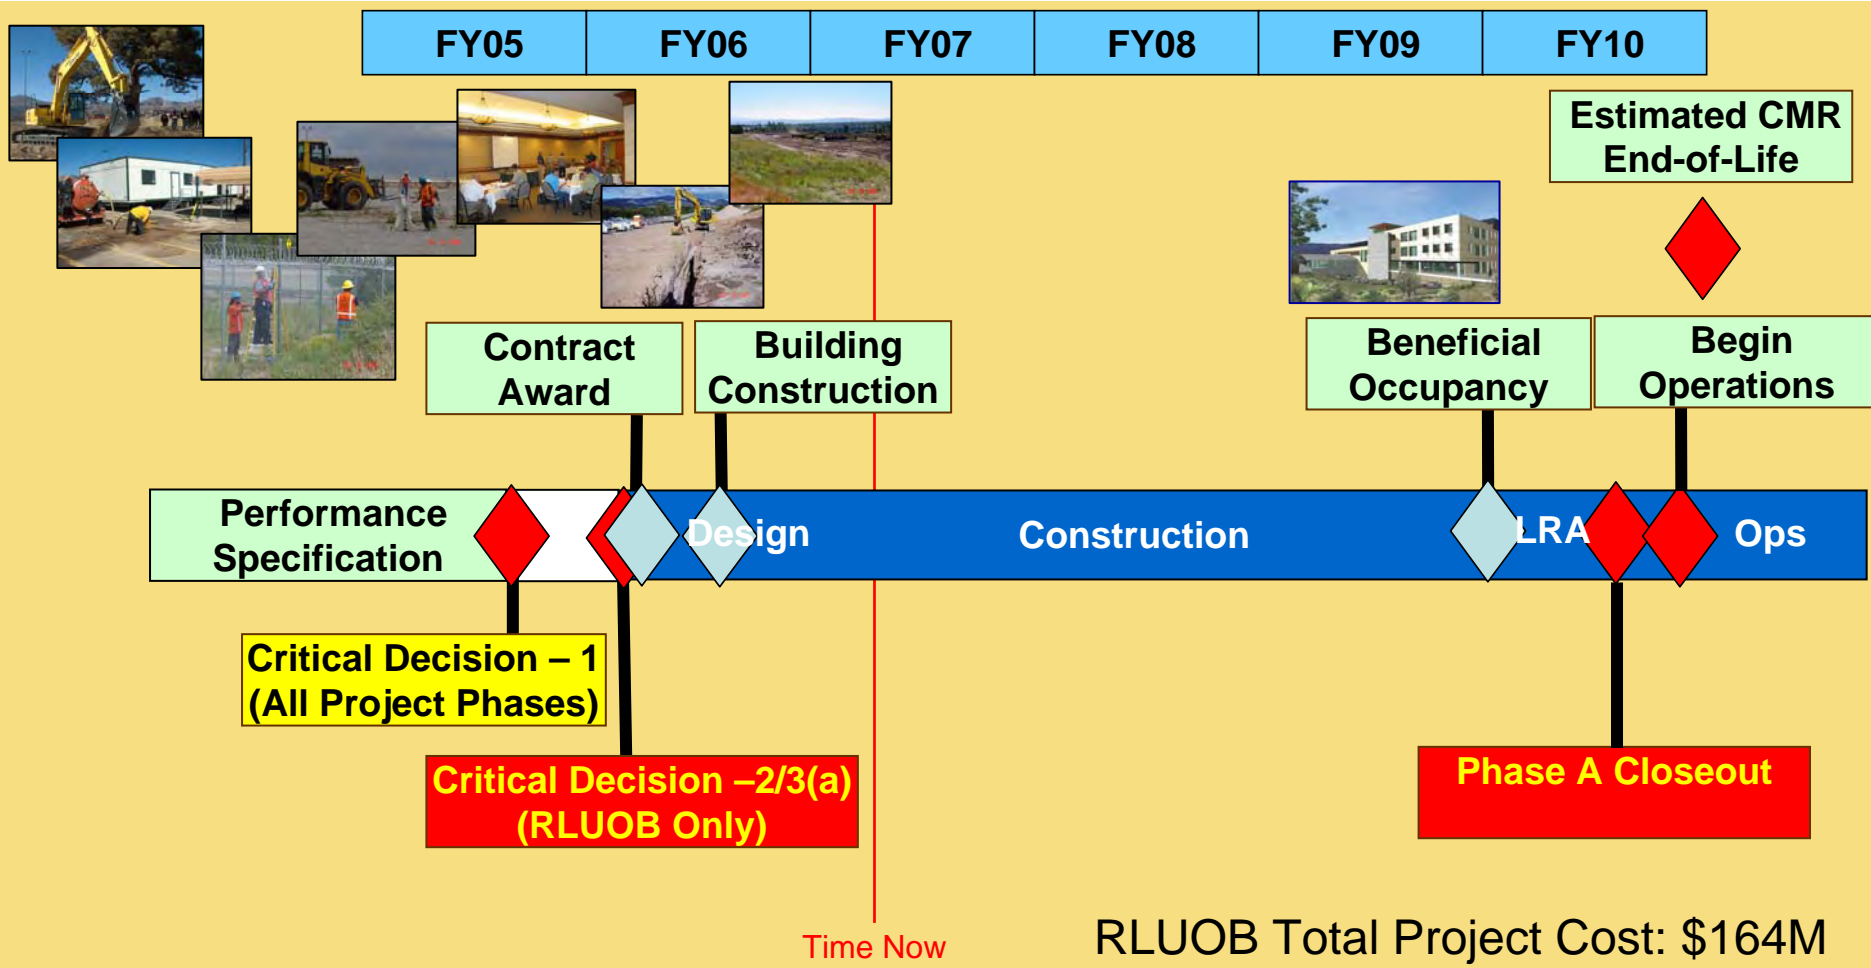 FY05
FY06
FY07
FY08
FY09
FY10
Estimated CMR
End-of-Life
Contract
Award
Building
Construction
Beneficial
Occupancy
Begin
Operations
Performance
Specification
Design
Construction
LRA
Ops
Critical Decision – 1
(All Project Phases)
Critical Decision –2/3(a)
(RLUOB Only)
Phase A Closeout
Time Now
RLUOB Total Project Cost: $164M